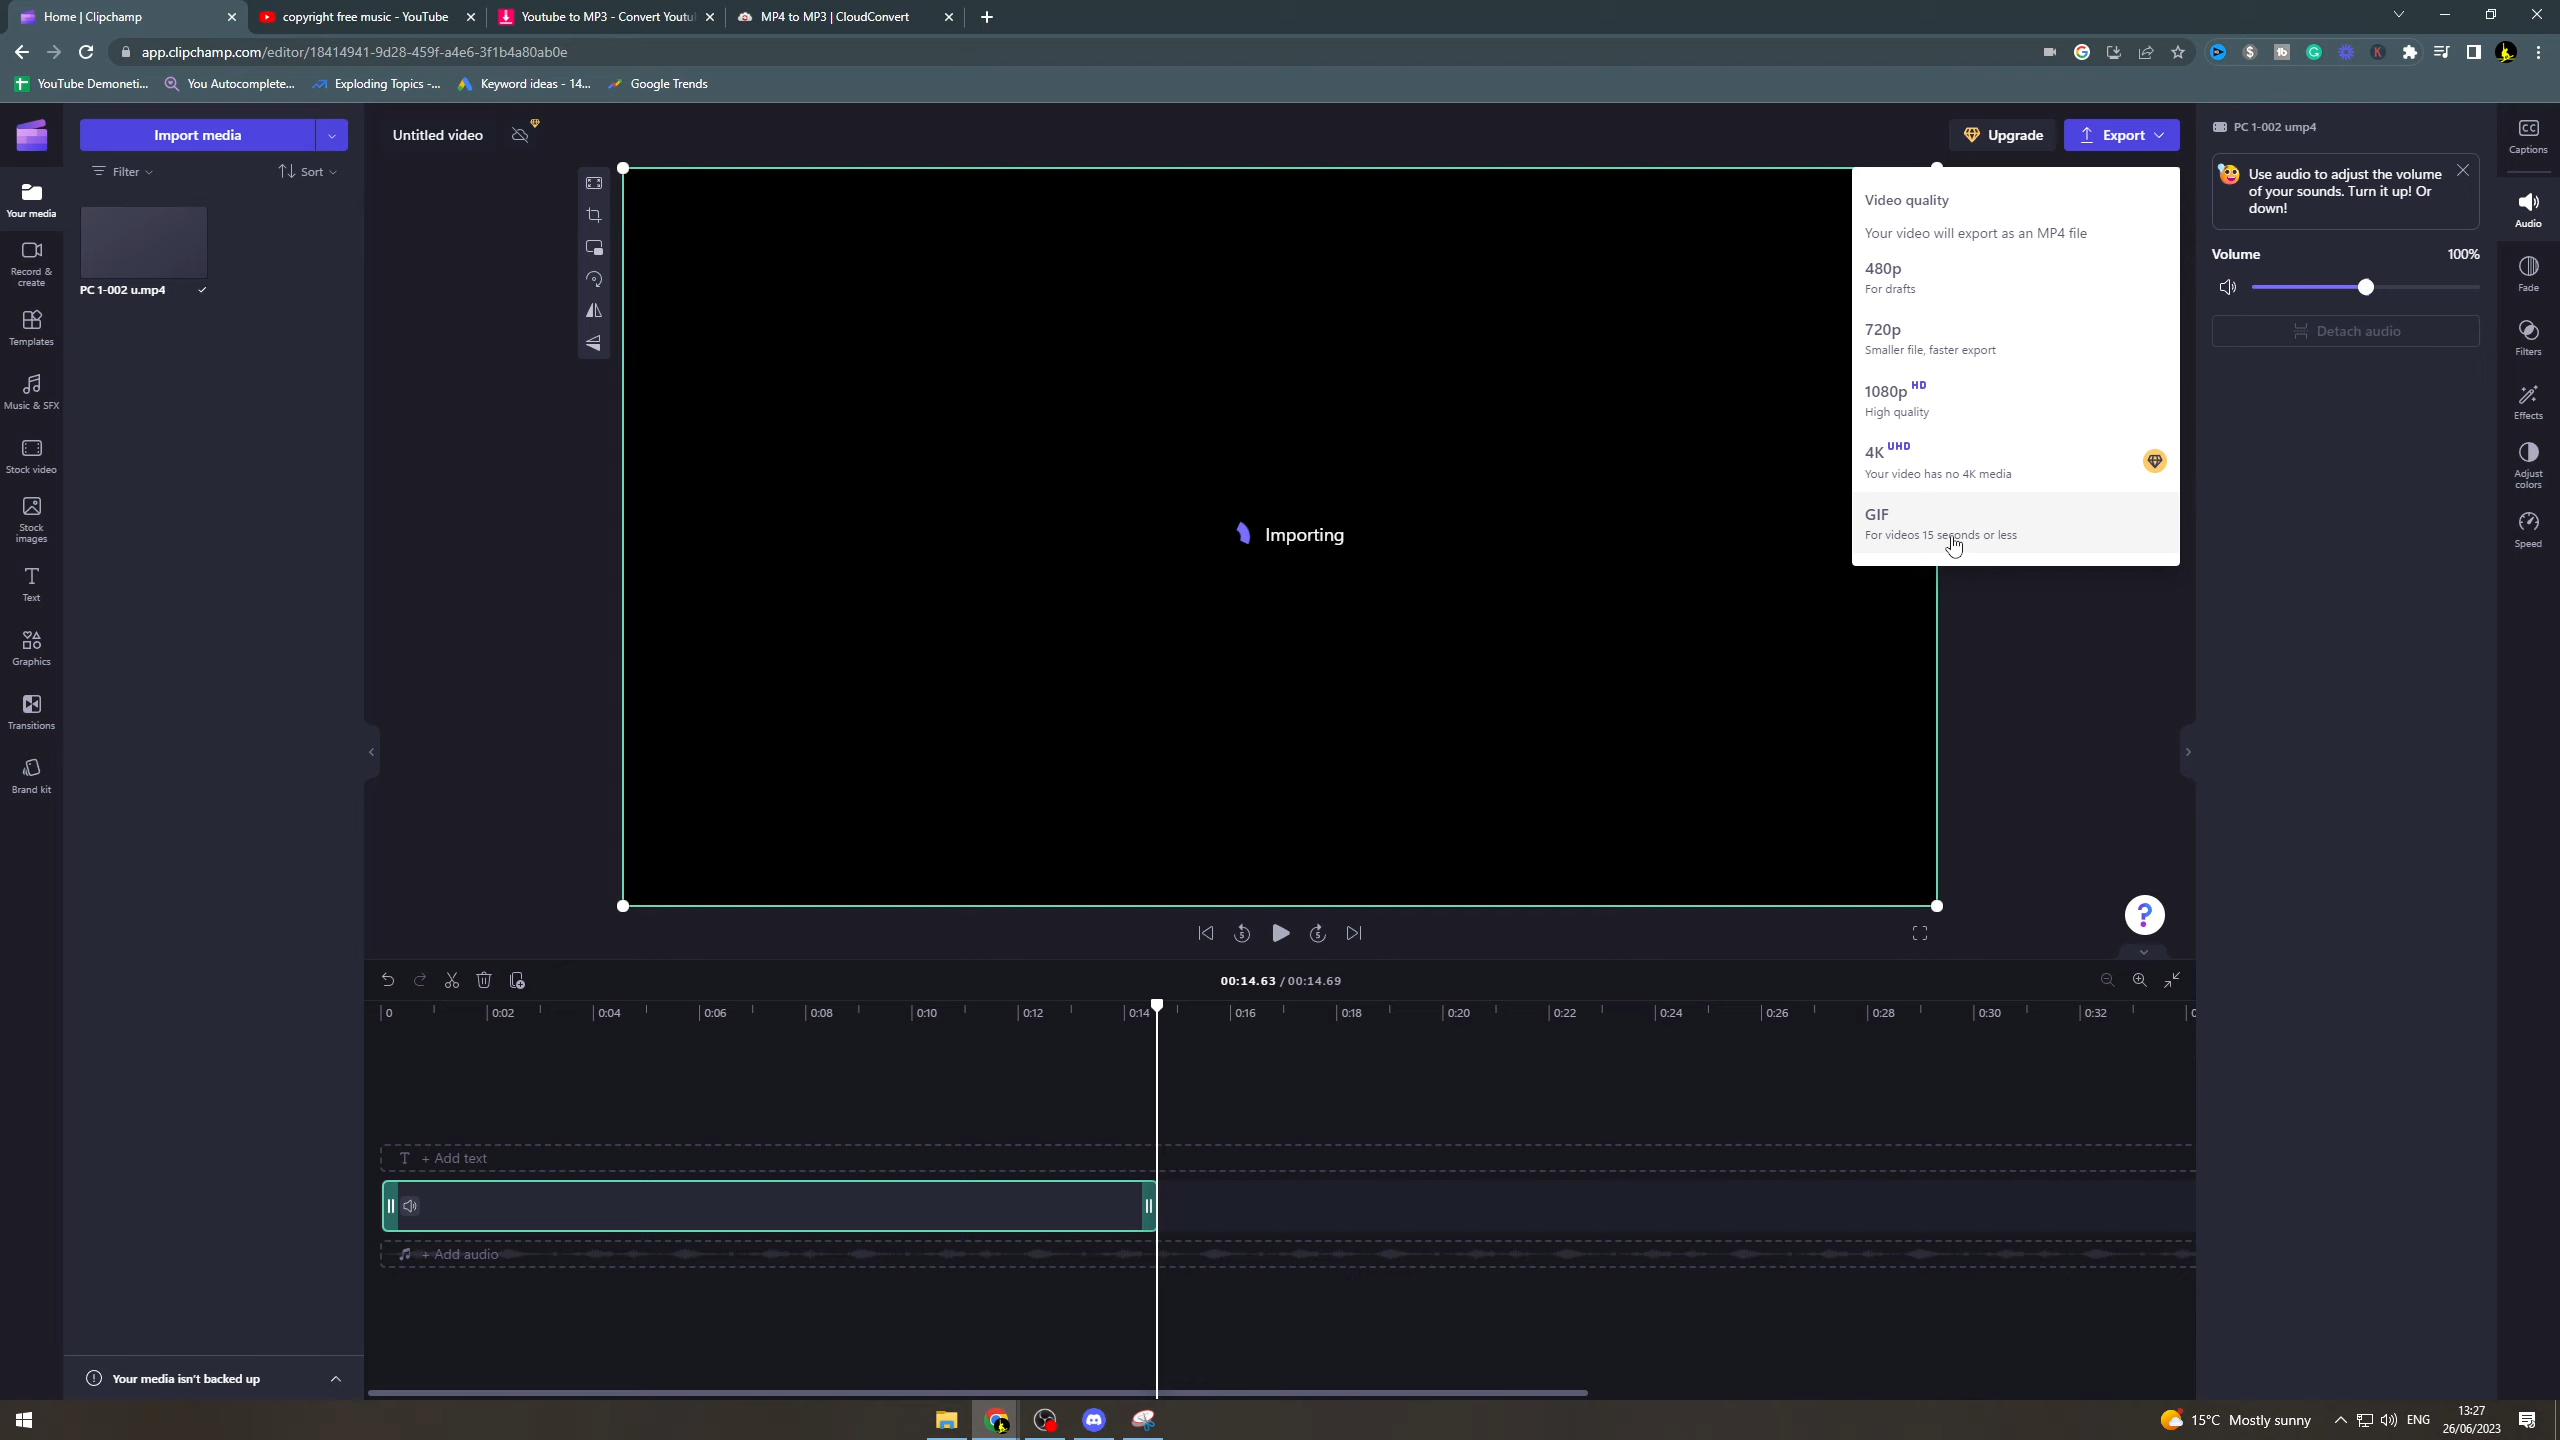 Home | Clipchamp
copyright free music - YouTube
Youtube to MP3 - Convert Youtu
MP4 to MP3 | CloudConvert
app.clipchamp.com/editor/18414941-9d28-459f-a4e6-3f1b4a80ab0e
YouTube Demoneti...
You Autocomplete...
Exploding Topics -...
Keyword ideas - 14...
Google Trends
Import media
Filter
Sort
PC 1-002 u.mp4
Your media
Record &
create
Templates
Music & SFX
Stock video
Stock
images
Text
Graphics
Transitions
Brand kit
Your media isn't backed up
Untitled video
Upgrade
Export
Importing
Video quality
Your video will export as an MP4 file
480p
For drafts
720p
Smaller file, faster export
1080p HD
High quality
4K UHD
Your video has no 4K media
GIF
For videos 15 seconds or less
PC 1-002 ump4
Use audio to adjust the volume
of your sounds. Turn it up! Or
down!
Volume 100%
Detach audio
CC
Captions
Audio
Fade
Filters
Effects
Adjust
colors
Speed
5
5
?
00:14.63 / 00:14.69
0 0:02 0:04 0:06 0:08 0:10 0:12 0:14 0:16 0:18 0:20 0:22 0:24 0:26 0:28 0:30 0:32
T + Add text
+ Add audio
15°C Mostly sunny
ENG
13:27
26/06/2023